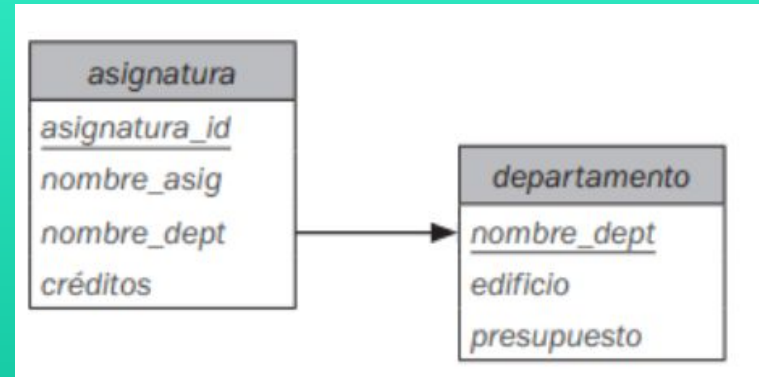 asignatura
asignatura_id
nombre_asig
nombre_dept
créditos
departamento
nombre_dept
edificio
presupuesto